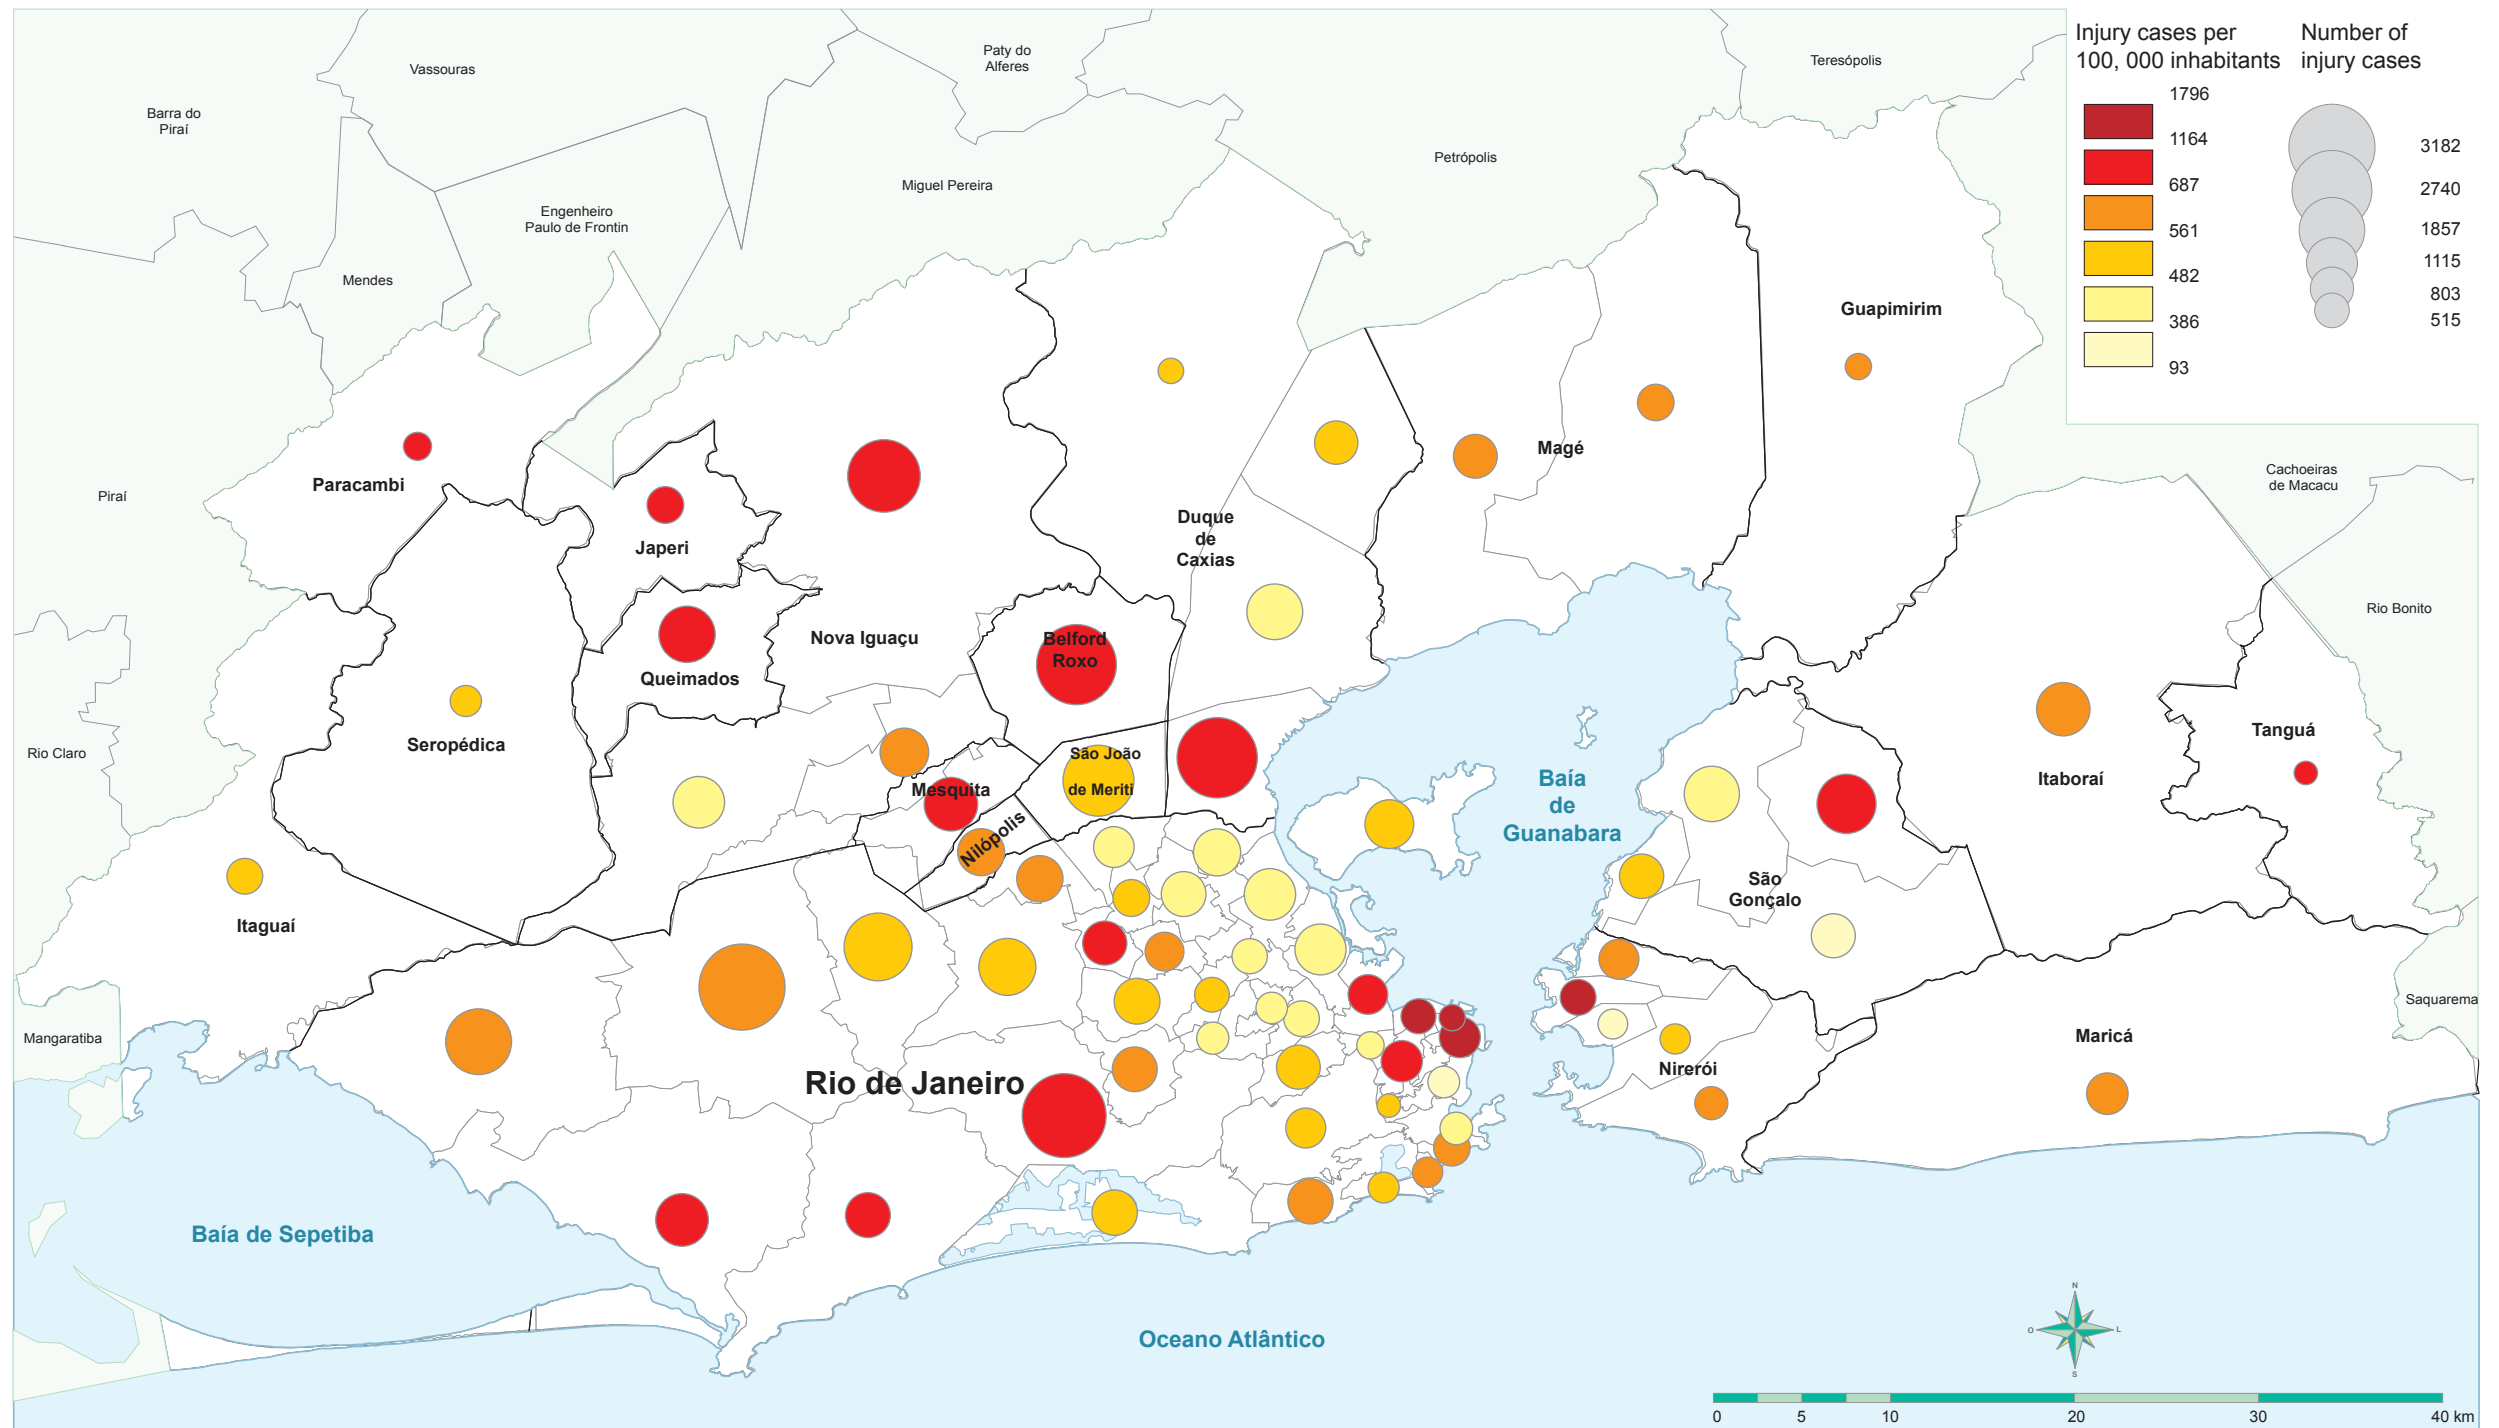 Injury cases per
100, 000 inhabitants
Number of
injury cases
1796
1164
687
561
482
386
93
3182
2740
1857
1115
803
515
Vassouras
Paty do
Alferes
Teresópolis
Barra do
Piraí
Petrópolis
Miguel Pereira
Engenheiro
Paulo de Frontin
Mendes
Guapimirim
Magé
Cachoeiras
de Macacu
Paracambi
Piraí
Duque
de
Caxias
Japeri
Rio Bonito
Nova Iguaçu
Belford
Roxo
Queimados
Seropédica
Rio Claro
Tanguá
São João
de Meriti
Baía
de
Guanabara
Itaboraí
Mesquita
Nilópolis
São
Gonçalo
Itaguaí
Saquarema
Mangaratiba
Maricá
Nirerói
Rio de Janeiro
Baía de Sepetiba
Oceano Atlântico
N
O
L
S
0 5 10 20 30 40 km